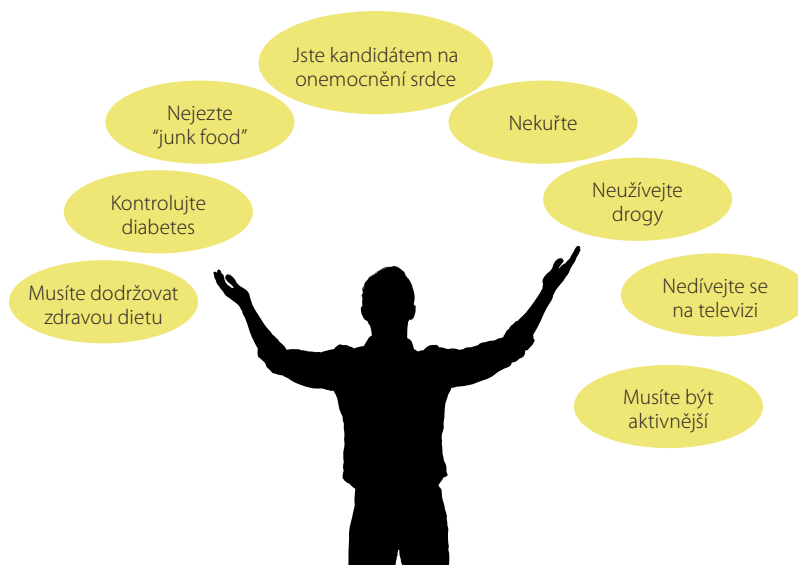 Jste kandidátem na
onemocnění srdce
Nejezte
“junk food”
Nekuřte
Kontrolujte
diabetes
Neužívejte
drogy
Musíte dodržovat
zdravou dietu
Nedívejte se
na televizi
Musíte být
aktivnější